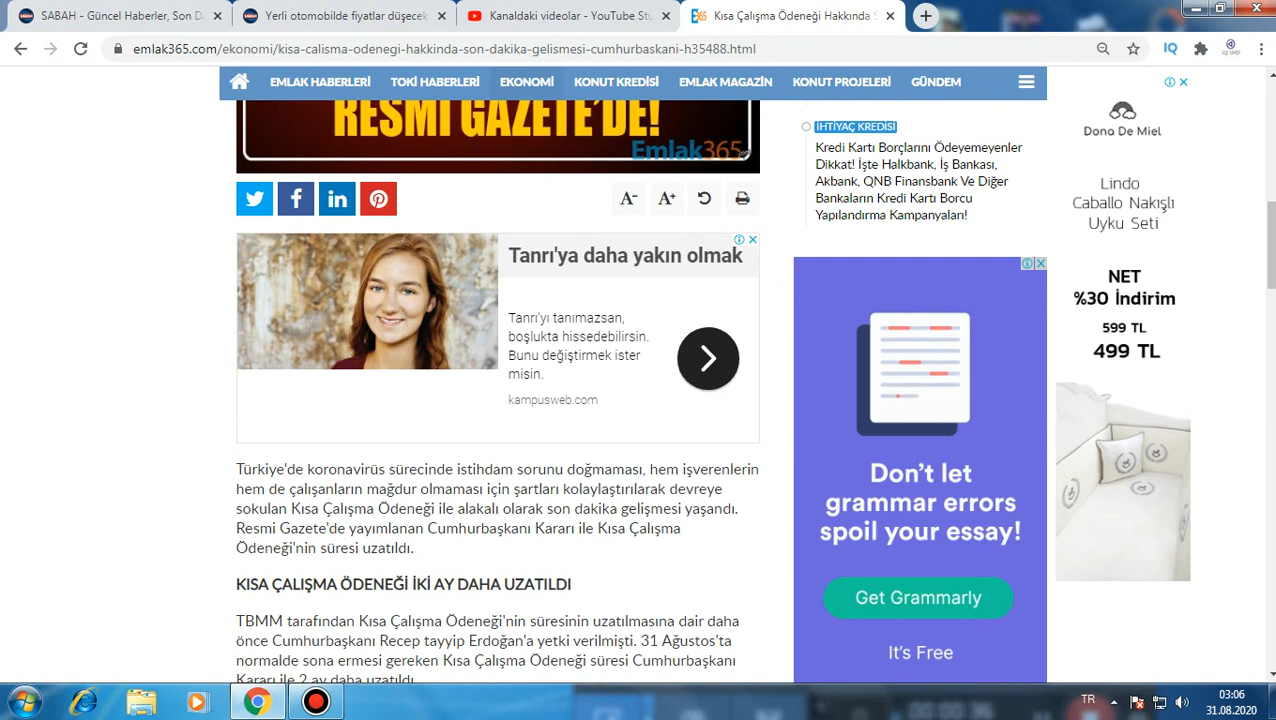 SABAH - Güncel Haberler, Son D
Yerli otomobilde fiyatlar düşecek
Kanaldaki videolar - YouTube Stu
Kısa Çalışma Ödeneği Hakkında S
emlak365.com/ekonomi/kisa-calisma-odenegi-hakkinda-son-dakika-gelismesi-cumhurbaskani-h35488.html
IQ
EMLAK HABERLERİ TOKİ HABERLERİ EKONOMİ KONUT KREDİSİ EMLAK MAGAZİN KONUT PROJELERİ GÜNDEM
RESMİ GAZETE'DE!
Emlak365
A- A+
Tanrı'ya daha yakın olmak
Tanrı'yı tanımazsan,
boşlukta hissedebilirsin.
Bunu değiştirmek ister
misin.
kampusweb.com
Türkiye'de koronavirüs sürecinde istihdam sorunu doğmaması, hem işverenlerin
hem de çalışanların mağdur olmaması için şartları kolaylaştırılarak devreye
sokulan Kısa Çalışma Ödeneği ile alakalı olarak son dakika gelişmesi yaşandı.
Resmi Gazete'de yayımlanan Cumhurbaşkanı Kararı ile Kısa Çalışma
Ödeneği'nin süresi uzatıldı.
KISA ÇALIŞMA ÖDENEĞİ İKİ AY DAHA UZATILDI
TBMM tarafından Kısa Çalışma Ödeneği'nin süresinin uzatılmasına dair daha
önce Cumhurbaşkanı Recep tayyip Erdoğan'a yetki verilmişti. 31 Ağustos'ta
normalde sona ermesi gereken Kısa Çalışma Ödeneği süresi Cumhurbaşkanı
Kararı ile 2 ay daha uzatıldı.
İHTİYAÇ KREDİSİ
Kredi Kartı Borçlarını Ödeyemeyenler
Dikkat! İşte Halkbank, İş Bankası,
Akbank, QNB Finansbank Ve Diğer
Bankaların Kredi Kartı Borcu
Yapılandırma Kampanyaları!
Don't let
grammar errors
spoil your essay!
Get Grammarly
It's Free
Dona De Miel
Lindo
Caballo Nakışlı
Uyku Seti
NET
%30 İndirim
599 TL
499 TL
TR
03:06
31.08.2020